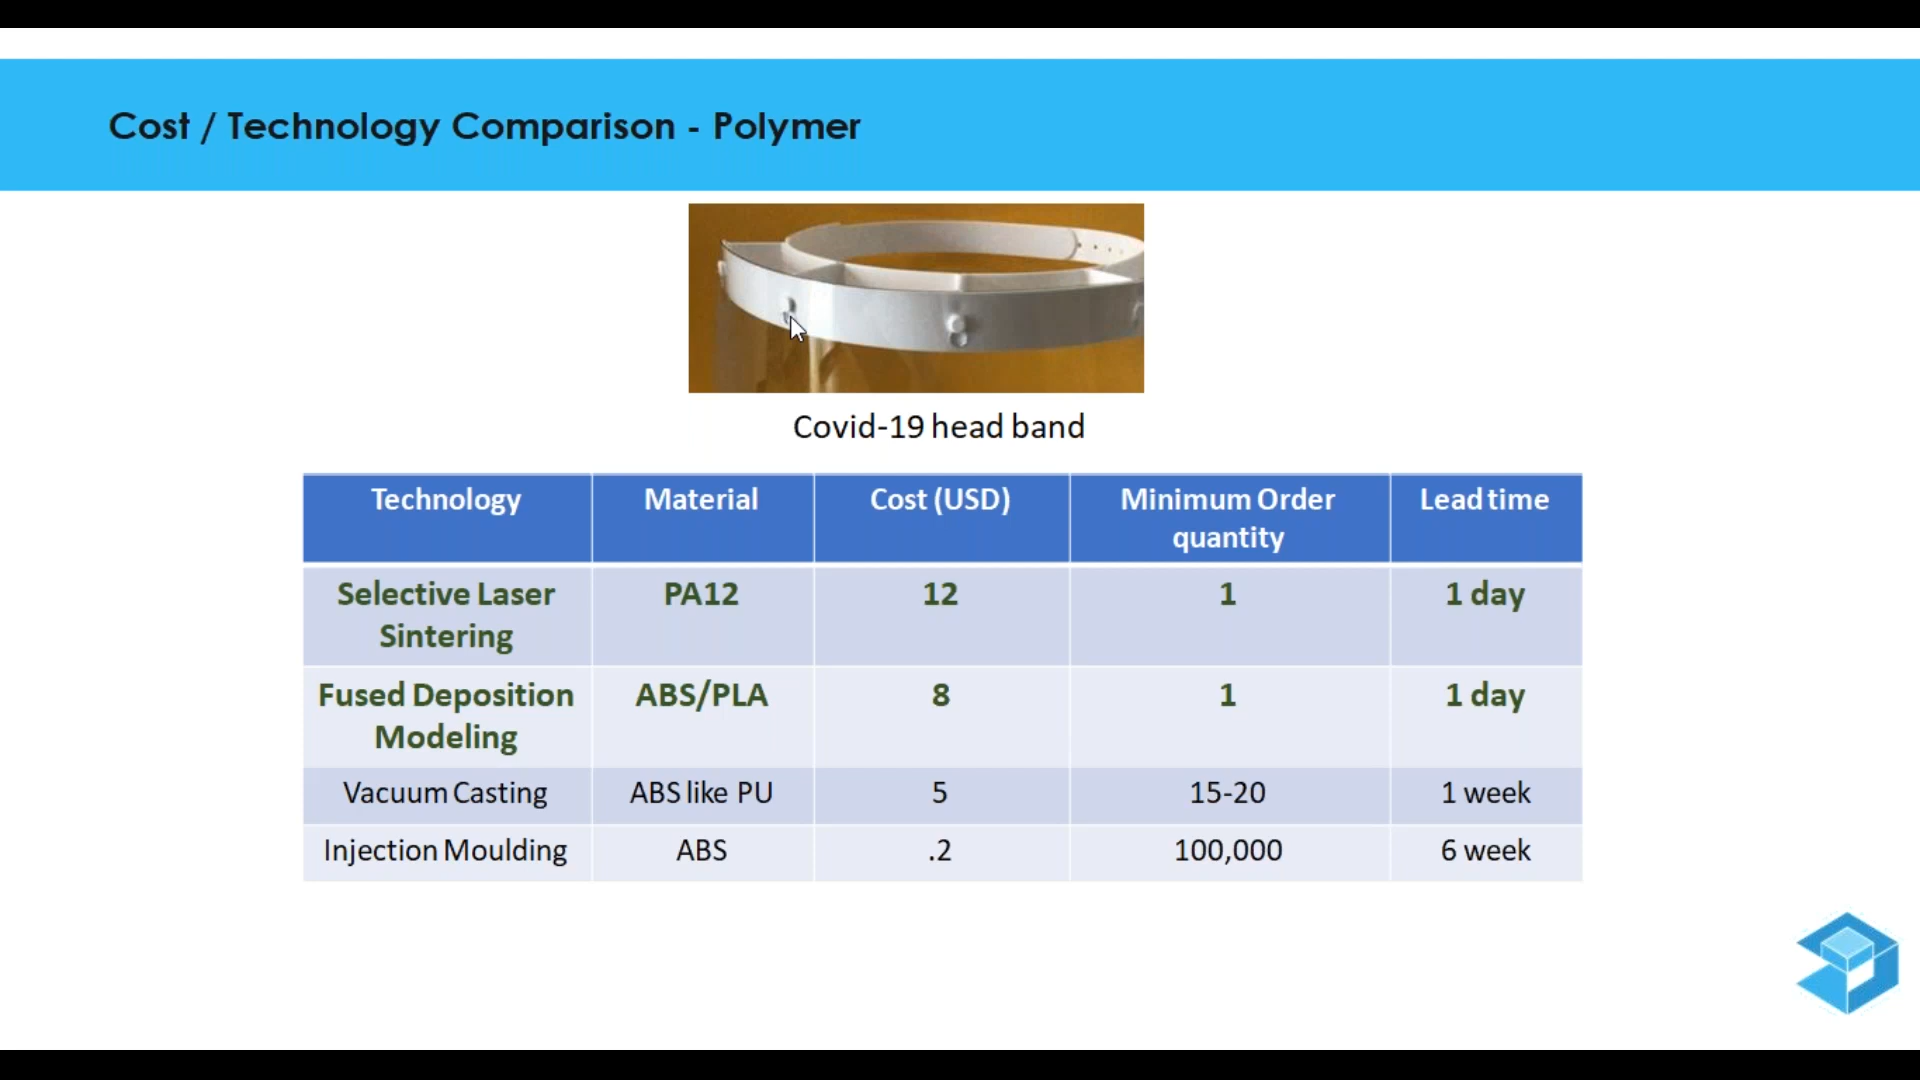 Cost / Technology Comparison - Polymer
Covid-19 head band
Technology Material Cost (USD) Minimum Order quantity Lead time
Selective Laser Sintering PA12 12 1 1 day
Fused Deposition Modeling ABS/PLA 8 1 1 day
Vacuum Casting ABS like PU 5 15-20 1 week
Injection Moulding ABS .2 100,000 6 week